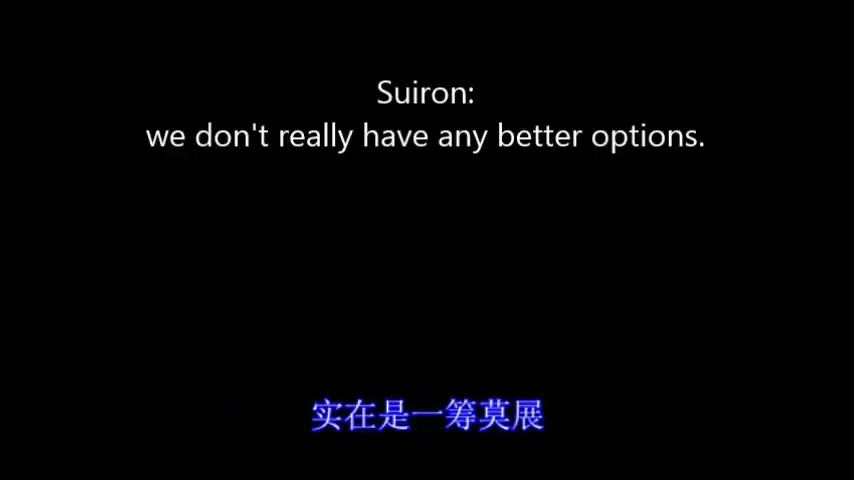 Suiron:
we don't really have any better options.
实在是一筹莫展